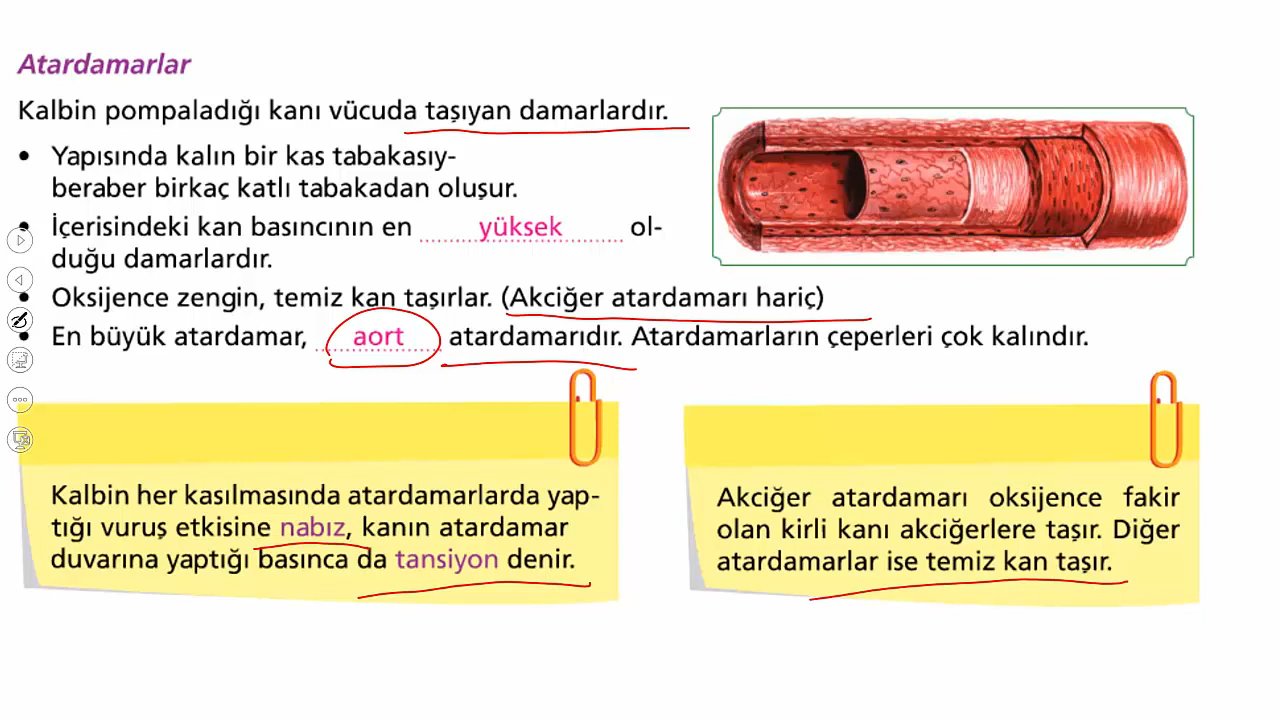 Atardamarlar
Kalbin pompaladığı kanı vücuda taşıyan damarlardır.
• Yapısında kalın bir kas tabakasıy-
beraber birkaç katlı tabakadan oluşur.
• İçerisindeki kan basıncının en yüksek ol-
duğu damarlardır.
• Oksijence zengin, temiz kan taşırlar. (Akciğer atardamarı hariç)
• En büyük atardamar, aort atardamarıdır. Atardamarların çeperleri çok kalındır.
Kalbin her kasılmasında atardamarlarda yap-
tığı vuruş etkisine nabız, kanın atardamar
duvarına yaptığı basınca da tansiyon denir.
Akciğer atardamarı oksijence fakir
olan kirli kanı akciğerlere taşır. Diğer
atardamarlar ise temiz kan taşır.